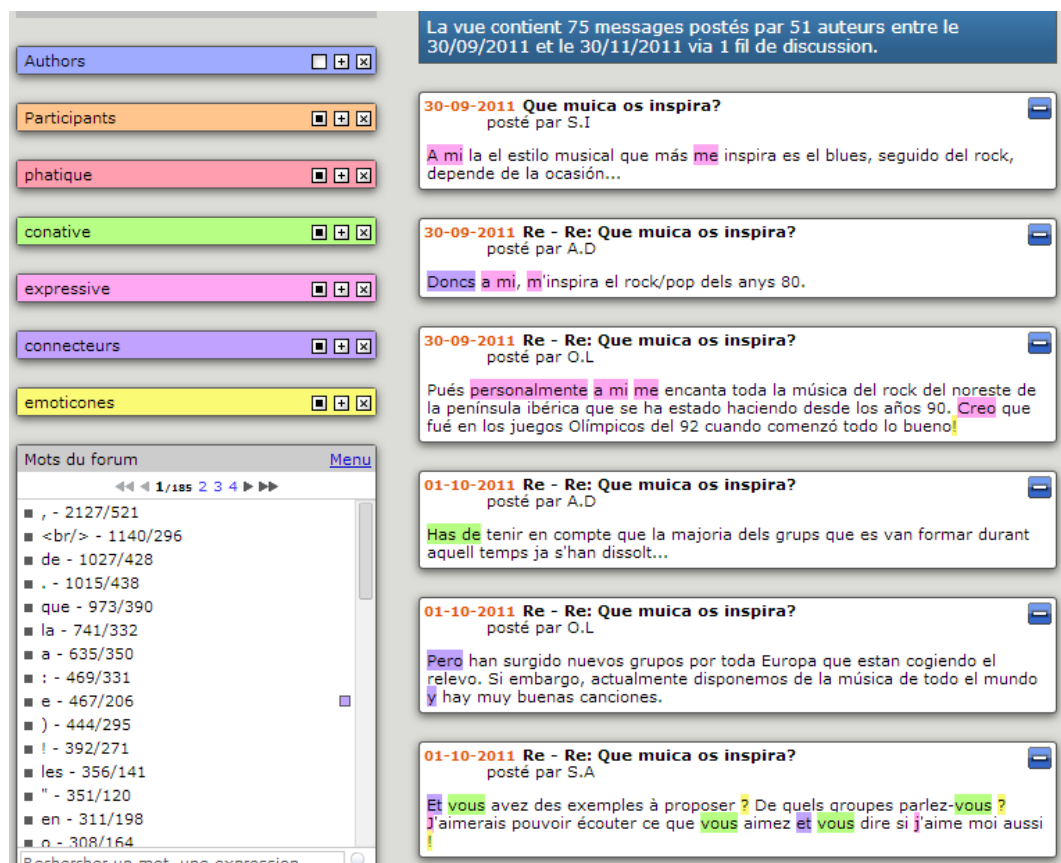 Authors
Participants
phatique
conative
expressive
connecteurs
emoticones
Mots du forum Menu
1/185 2 3 4
, - 2127/521
<br/> - 1140/296
de - 1027/428
. - 1015/438
que - 973/390
la - 741/332
a - 635/350
: - 469/331
e - 467/206
) - 444/295
! - 392/271
les - 356/141
" - 351/120
en - 311/198
o - 308/164
Rechercher un mot, une expression
La vue contient 75 messages postés par 51 auteurs entre le
30/09/2011 et le 30/11/2011 via 1 fil de discussion.
30-09-2011 Que muica os inspira?
posté par S.I
A mi la el estilo musical que más me inspira es el blues, seguido del rock,
depende de la ocasión...
30-09-2011 Re - Re: Que muica os inspira?
posté par A.D
Doncs a mi, m'inspira el rock/pop dels anys 80.
30-09-2011 Re - Re: Que muica os inspira?
posté par O.L
Pués personalmente a mi me encanta toda la música del rock del noreste de
la península ibérica que se ha estado haciendo desde los años 90. Creo que
fué en los juegos Olímpicos del 92 cuando comenzó todo lo bueno!
01-10-2011 Re - Re: Que muica os inspira?
posté par A.D
Has de tenir en compte que la majoria dels grups que es van formar durant
aquell temps ja s'han dissolt...
01-10-2011 Re - Re: Que muica os inspira?
posté par O.L
Pero han surgido nuevos grupos por toda Europa que estan cogiendo el
relevo. Si embargo, actualmente disponemos de la música de todo el mundo
y hay muy buenas canciones.
01-10-2011 Re - Re: Que muica os inspira?
posté par S.A
Et vous avez des exemples à proposer ? De quels groupes parlez-vous ?
J'aimerais pouvoir écouter ce que vous aimez et vous dire si j'aime moi aussi
!